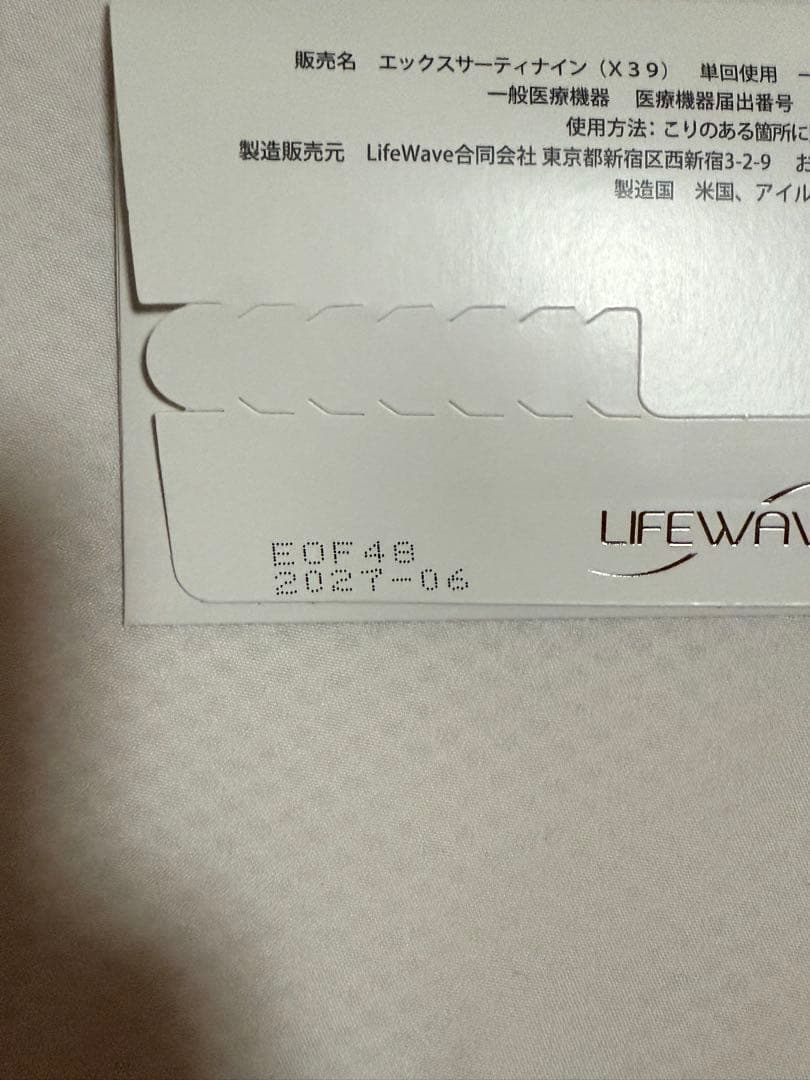 販売名 エックスサーティナイン（X39） 単回使用 一
一般医療機器 医療機器届出番号
使用方法：こりのある箇所に
製造販売元 LifeWave合同会社 東京都新宿区西新宿3-2-9 お
製造国 米国、アイル
LIFEWAV
EOF48
2027-06